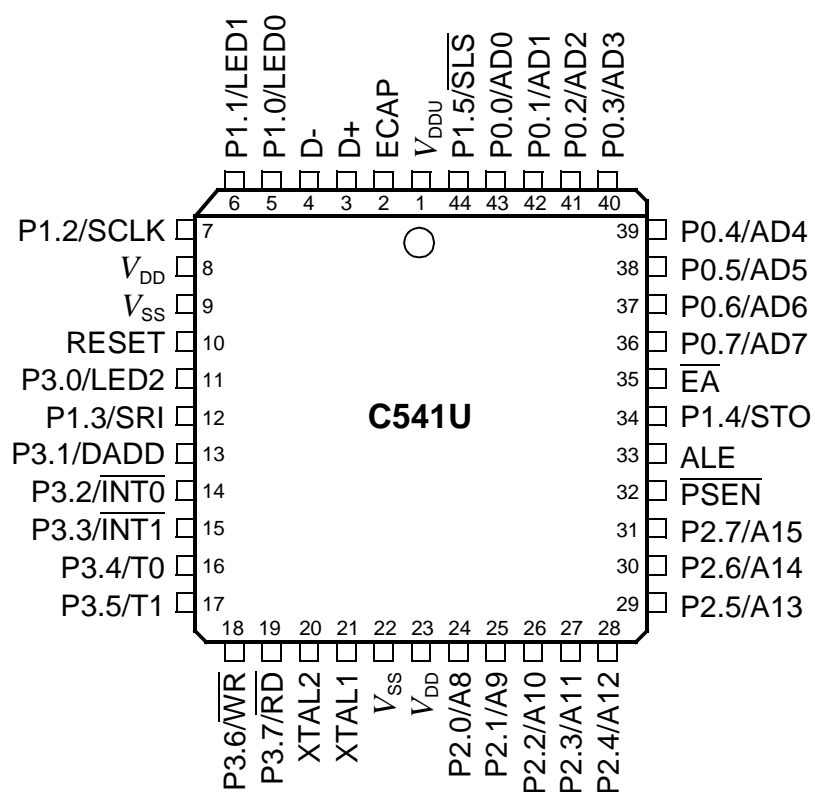 P1.1/LED1
P1.0/LED0
D-
D+
ECAP
VDDU
P1.5/S̅L̅S̅
P0.0/AD0
P0.1/AD1
P0.2/AD2
P0.3/AD3
6 5 4 3 2 1 44 43 42 41 40
P1.2/SCLK 7
VDD 8
VSS 9
RESET 10
P3.0/LED2 11
P1.3/SRI 12
P3.1/DADD 13
P3.2/I̅N̅T̅0̅ 14
P3.3/I̅N̅T̅1̅ 15
P3.4/T0 16
P3.5/T1 17
C541U
39 P0.4/AD4
38 P0.5/AD5
37 P0.6/AD6
36 P0.7/AD7
35 E̅A̅
34 P1.4/STO
33 ALE
32 P̅S̅E̅N̅
31 P2.7/A15
30 P2.6/A14
29 P2.5/A13
18 19 20 21 22 23 24 25 26 27 28
P3.6/W̅R̅
P3.7/R̅D̅
XTAL2
XTAL1
VSS
VDD
P2.0/A8
P2.1/A9
P2.2/A10
P2.3/A11
P2.4/A12